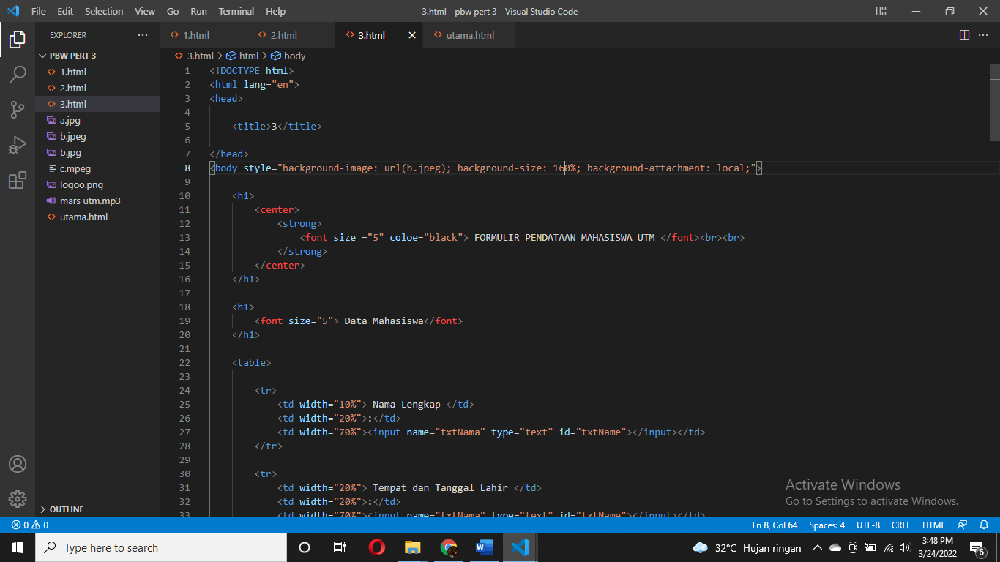 File Edit Selection View Go Run Terminal Help
3.html - pbw pert 3 - Visual Studio Code
EXPLORER
PBW PERT 3
1.html
2.html
3.html
a.jpg
b.jpeg
b.jpg
c.mpeg
logoo.png
mars utm.mp3
utama.html
OUTLINE
1.html 2.html 3.html utama.html
3.html > html > body
1 <!DOCTYPE html>
2 <html lang="en">
3 <head>
4
5 <title>3</title>
6
7 </head>
8 <body style="background-image: url(b.jpeg); background-size: 160%; background-attachment: local;">
9
10 <h1>
11 <center>
12 <strong>
13 <font size ="5" coloe="black"> FORMULIR PENDATAAN MAHASISWA UTM </font><br><br>
14 </strong>
15 </center>
16 </h1>
17
18 <h1>
19 <font size="5"> Data Mahasiswa</font>
20 </h1>
21
22 <table>
23
24 <tr>
25 <td width="10%"> Nama Lengkap </td>
26 <td width="20%">:</td>
27 <td width="70%"><input name="txtNama" type="text" id="txtName"></input></td>
28 </tr>
29
30 <tr>
31 <td width="20%"> Tempat dan Tanggal Lahir </td>
32 <td width="20%">:</td>
33 <td width="70%"><input name="txtNama" type="text" id="txtName"></input></td>
Activate Windows
Go to Settings to activate Windows.
0 0
Ln 8, Col 64 Spaces: 4 UTF-8 CRLF HTML
Type here to search
32°C Hujan ringan
3:48 PM
3/24/2022
6